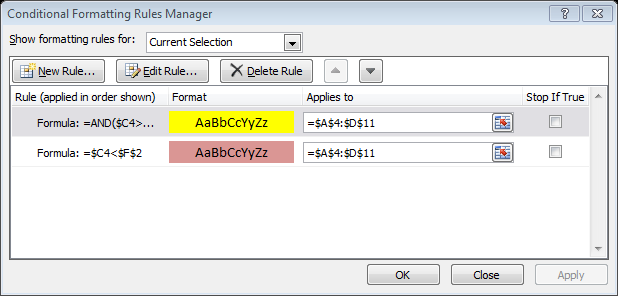 Conditional Formatting Rules Manager
Show formatting rules for: Current Selection
New Rule... Edit Rule... Delete Rule
Rule (applied in order shown) Format Applies to Stop If True
Formula: =AND($C4>... AaBbCcYyZz =$A$4:$D$11
Formula: =$C4<$F$2 AaBbCcYyZz =$A$4:$D$11
OK Close Apply